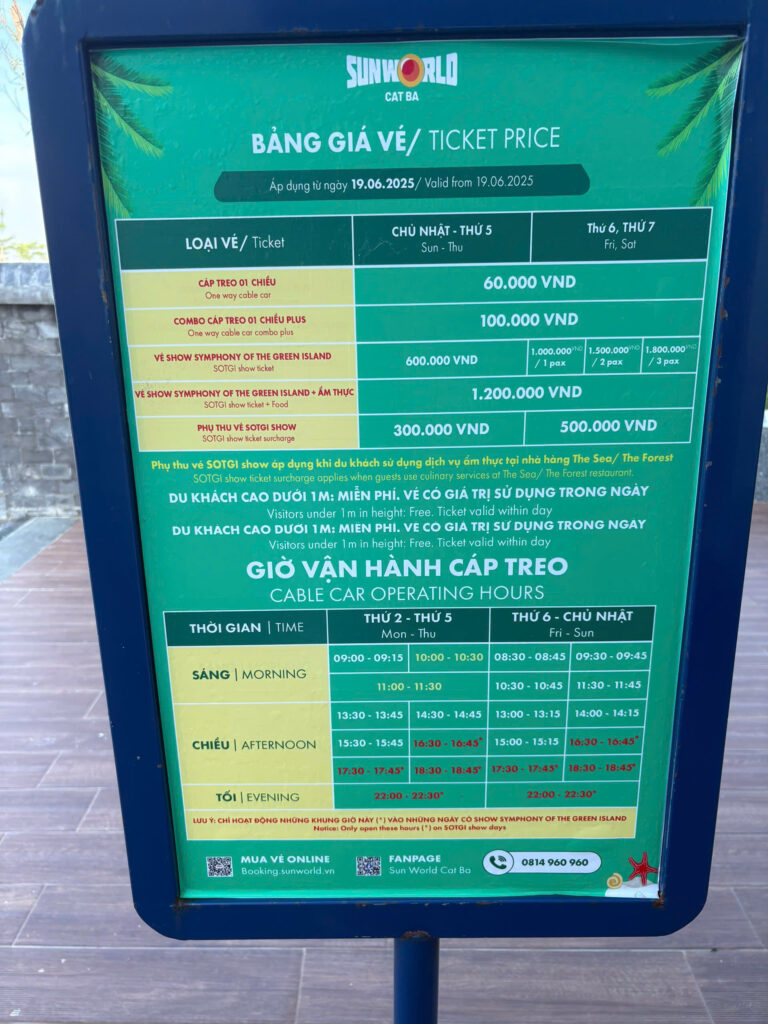 SUNWORLD
CAT BA
BẢNG GIÁ VÉ/ TICKET PRICE
Áp dụng từ ngày 19.06.2025/ Valid from 19.06.2025
LOẠI VÉ/ Ticket
CHỦ NHẬT - THỨ 5
Sun - Thu
Thứ 6, THỨ 7
Fri, Sat
CÁP TREO 01 CHIỀU
One way cable car
60.000 VND
COMBO CÁP TREO 01 CHIỀU PLUS
One way cable car combo plus
100.000 VND
VÉ SHOW SYMPHONY OF THE GREEN ISLAND
SOTGI show ticket
600.000 VND
1.000.000VND
/ 1 pax
1.500.000VND
/ 2 pax
1.800.000VND
/ 3 pax
VÉ SHOW SYMPHONY OF THE GREEN ISLAND + ẨM THỰC
SOTGI show ticket + Food
1.200.000 VND
PHỤ THU VÉ SOTGI SHOW
SOTGI show ticket surcharge
300.000 VND
500.000 VND
Phụ thu vé SOTGI show áp dụng khi du khách sử dụng dịch vụ ẩm thực tại nhà hàng The Sea/ The Forest
SOTGI show ticket surcharge applies when guests use culinary services at The Sea/ The Forest restaurant.
DU KHÁCH CAO DƯỚI 1M: MIỄN PHÍ. VÉ CÓ GIÁ TRỊ SỬ DỤNG TRONG NGÀY
Visitors under 1m in height: Free. Ticket valid within day
DU KHÁCH CAO DƯỚI 1M: MIỄN PHÍ. VÉ CÓ GIÁ TRỊ SỬ DỤNG TRONG NGÀY
Visitors under 1m in height: Free. Ticket valid within day
GIỜ VẬN HÀNH CÁP TREO
CABLE CAR OPERATING HOURS
THỜI GIAN | TIME
THỨ 2 - THỨ 5
Mon - Thu
THỨ 6 - CHỦ NHẬT
Fri - Sun
SÁNG | MORNING
09:00 - 09:15 10:00 - 10:30 08:30 - 08:45 09:30 - 09:45
11:00 - 11:30 10:30 - 10:45 11:30 - 11:45
CHIỀU | AFTERNOON
13:30 - 13:45 14:30 - 14:45 13:00 - 13:15 14:00 - 14:15
15:30 - 15:45 16:30 - 16:45* 15:00 - 15:15 16:30 - 16:45*
17:30 - 17:45* 18:30 - 18:45* 17:30 - 17:45* 18:30 - 18:45*
TỐI | EVENING
22:00 - 22:30* 22:00 - 22:30*
LƯU Ý: CHỈ HOẠT ĐỘNG NHỮNG KHUNG GIỜ NÀY (*) VÀO NHỮNG NGÀY CÓ SHOW SYMPHONY OF THE GREEN ISLAND
Notice: Only open these hours (*) on SOTGI show days
MUA VÉ ONLINE
Booking.sunworld.vn
FANPAGE
Sun World Cat Ba
0814 960 960